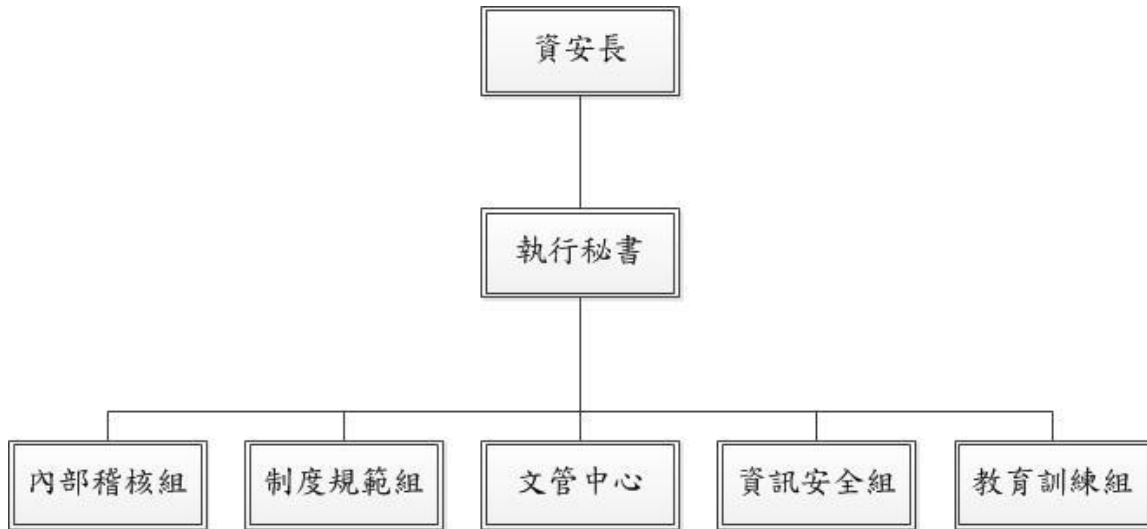 資安長
執行秘書
內部稽核組
制度規範組
文管中心
資訊安全組
教育訓練組